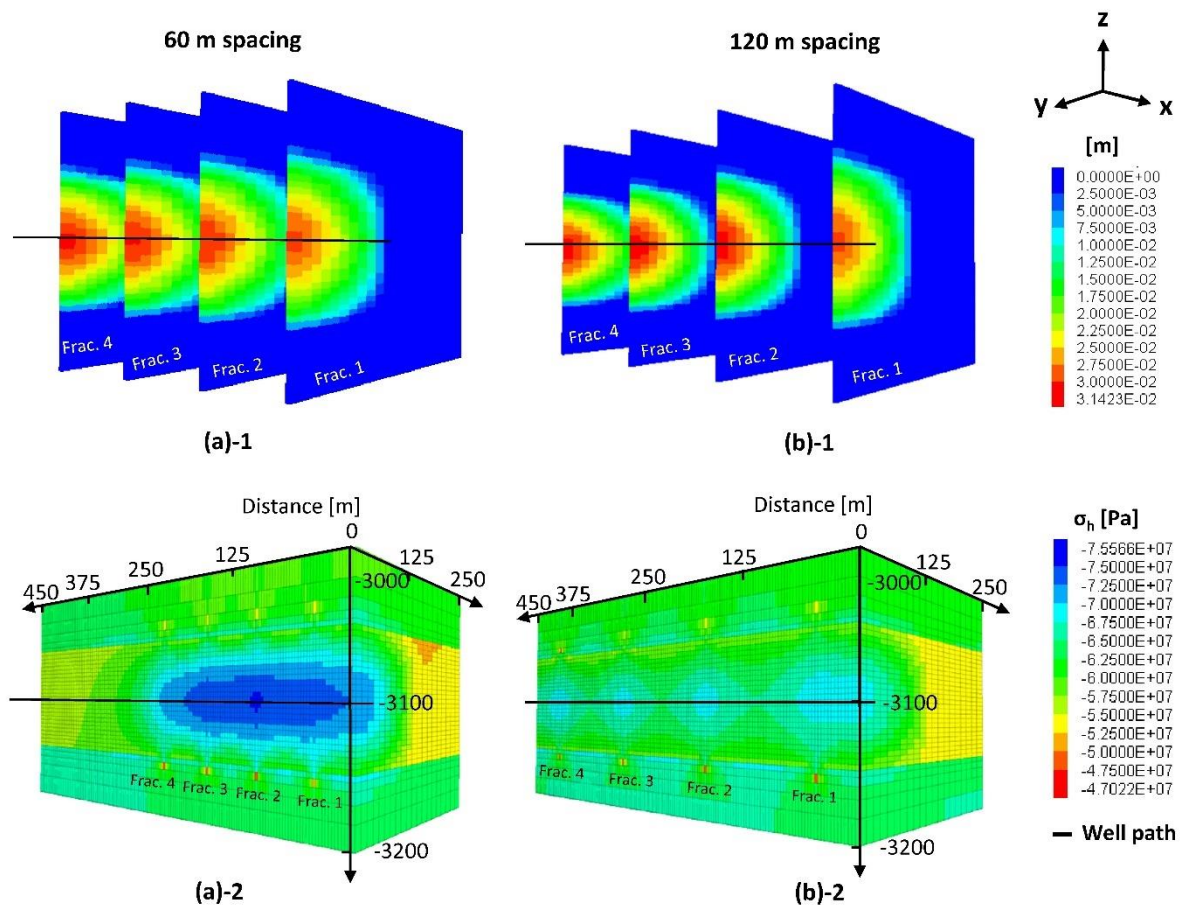 60 m spacing
120 m spacing
z
y
x
[m]
0.0000E+00
2.5000E-03
5.0000E-03
7.5000E-03
1.0000E-02
1.2500E-02
1.5000E-02
1.7500E-02
2.0000E-02
2.2500E-02
2.5000E-02
2.7500E-02
3.0000E-02
3.1423E-02
Frac. 4
Frac. 3
Frac. 2
Frac. 1
Frac. 4
Frac. 3
Frac. 2
Frac. 1
(a)-1
(b)-1
Distance [m]
0
125
125
250
250
375
450
-3000
-3100
-3200
Frac. 4
Frac. 3
Frac. 2
Frac. 1
(a)-2
Distance [m]
0
125
125
250
250
375
450
-3000
-3100
-3200
Frac. 4
Frac. 3
Frac. 2
Frac. 1
(b)-2
σh [Pa]
-7.5566E+07
-7.5000E+07
-7.2500E+07
-7.0000E+07
-6.7500E+07
-6.5000E+07
-6.2500E+07
-6.0000E+07
-5.7500E+07
-5.5000E+07
-5.2500E+07
-5.0000E+07
-4.7500E+07
-4.7022E+07
Well path